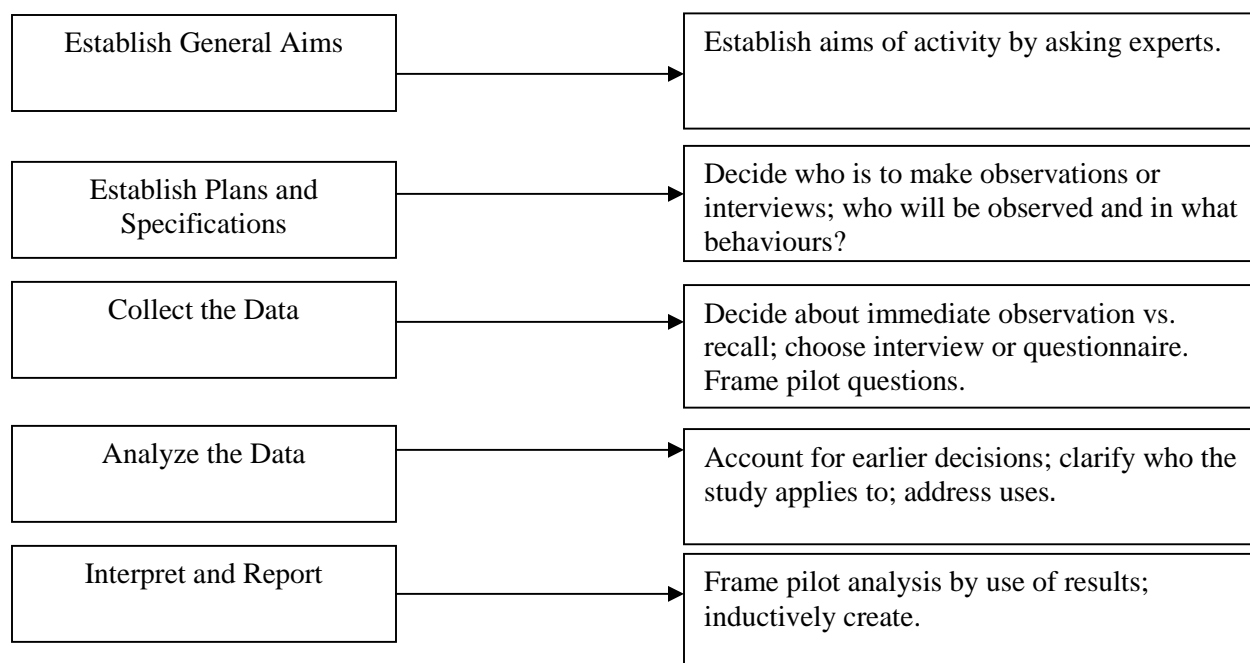 Establish General Aims
Establish aims of activity by asking experts.
Establish Plans and
Specifications
Decide who is to make observations or
interviews; who will be observed and in what
behaviours?
Collect the Data
Decide about immediate observation vs.
recall; choose interview or questionnaire.
Frame pilot questions.
Analyze the Data
Account for earlier decisions; clarify who the
study applies to; address uses.
Interpret and Report
Frame pilot analysis by use of results;
inductively create.